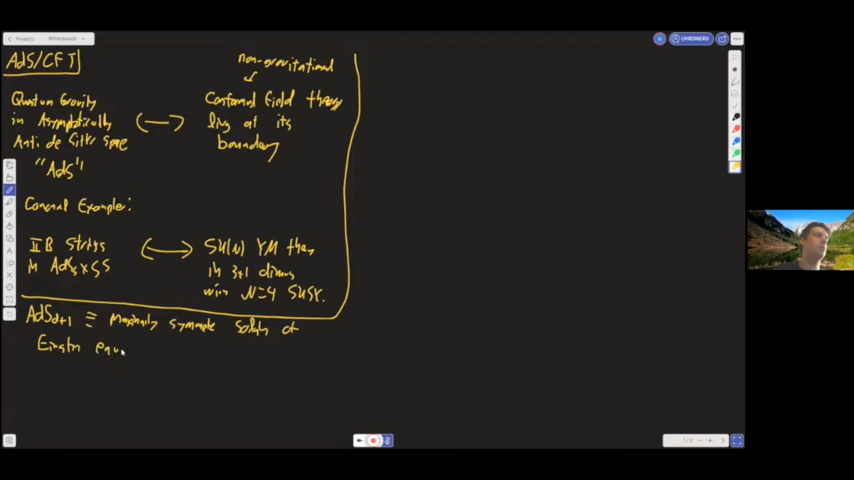 AdS/CFT
non-gravitational
Quantum Gravity
in Asymptotically
Anti de Sitter space
"AdS"
Conformal Field theory
living at its
boundary
Canonical Example:
IIB Strings
in AdS5 x S5
SU(N) YM theory
in 3+1 dims
with N=4 SUSY.
AdSd+1 ≡ Maximally symmetric solution of
Einstein equ